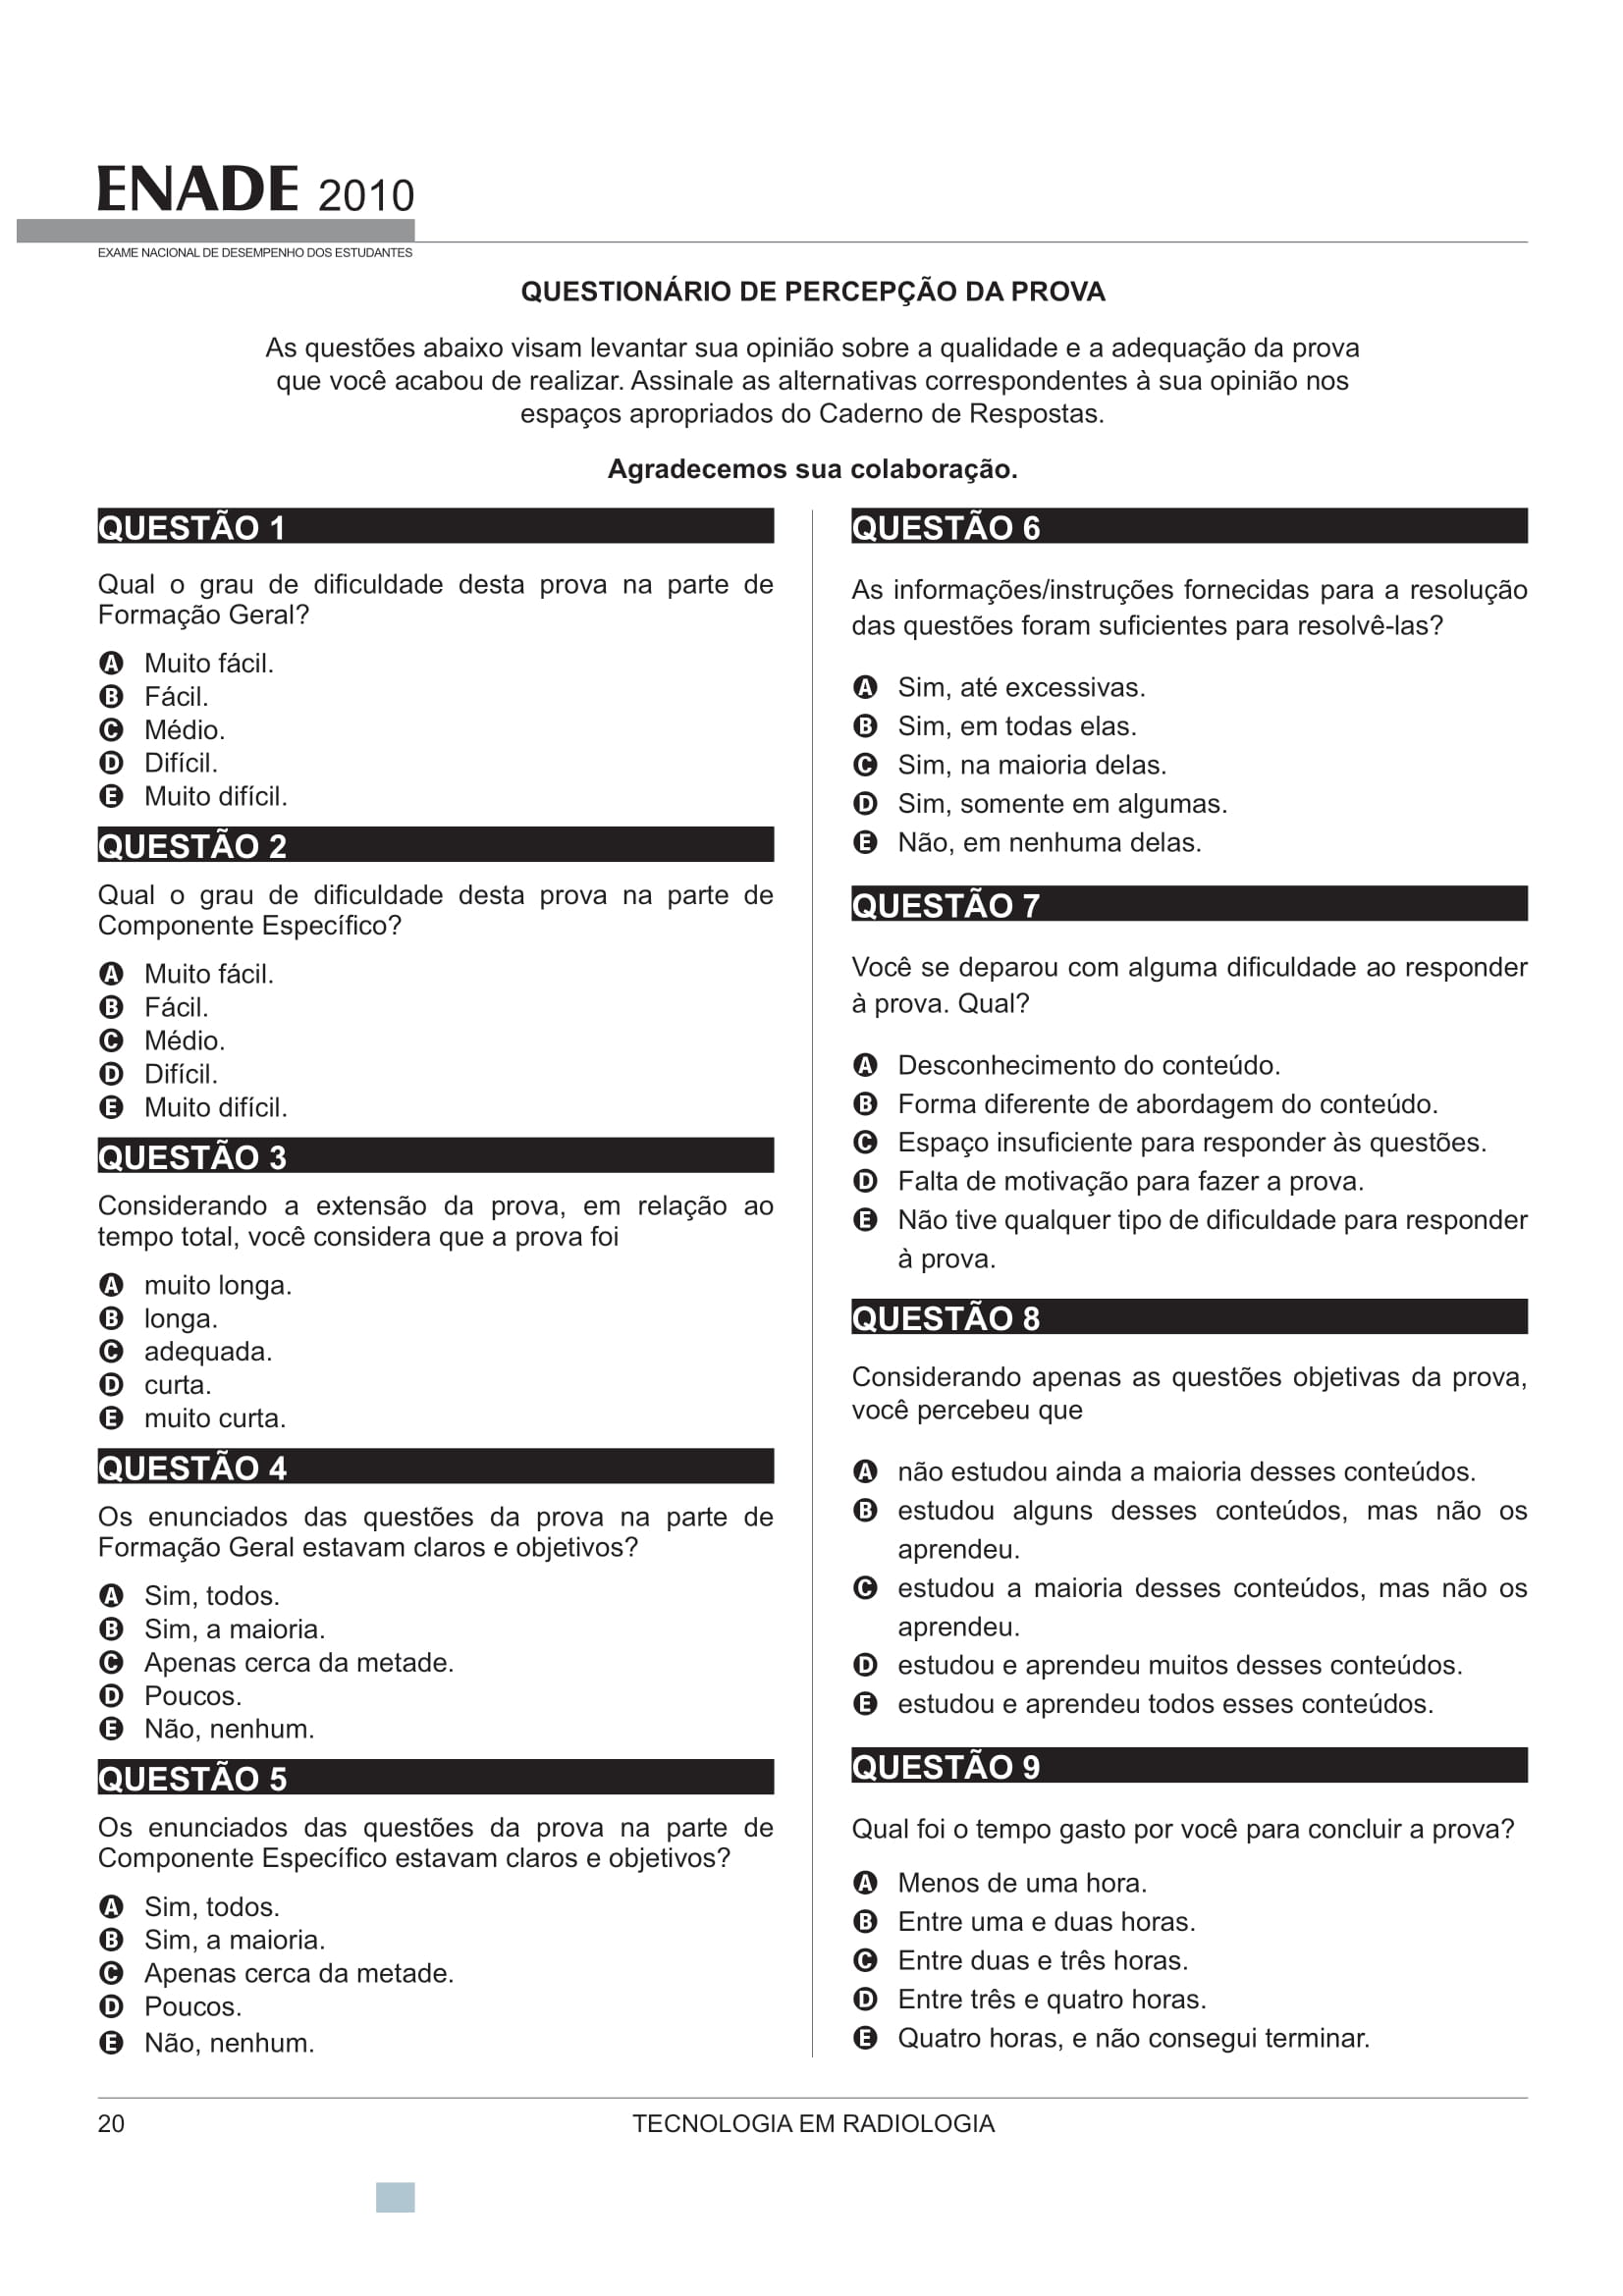 ENADE 2010
EXAME NACIONAL DE DESEMPENHO DOS ESTUDANTES
QUESTIONÁRIO DE PERCEPÇÃO DA PROVA
As questões abaixo visam levantar sua opinião sobre a qualidade e a adequação da prova
que você acabou de realizar. Assinale as alternativas correspondentes à sua opinião nos
espaços apropriados do Caderno de Respostas.
Agradecemos sua colaboração.
QUESTÃO 1
Qual o grau de dificuldade desta prova na parte de
Formação Geral?
A Muito fácil.
B Fácil.
C Médio.
D Difícil.
E Muito difícil.
QUESTÃO 2
Qual o grau de dificuldade desta prova na parte de
Componente Específico?
A Muito fácil.
B Fácil.
C Médio.
D Difícil.
E Muito difícil.
QUESTÃO 3
Considerando a extensão da prova, em relação ao
tempo total, você considera que a prova foi
A muito longa.
B longa.
C adequada.
D curta.
E muito curta.
QUESTÃO 4
Os enunciados das questões da prova na parte de
Formação Geral estavam claros e objetivos?
A Sim, todos.
B Sim, a maioria.
C Apenas cerca da metade.
D Poucos.
E Não, nenhum.
QUESTÃO 5
Os enunciados das questões da prova na parte de
Componente Específico estavam claros e objetivos?
A Sim, todos.
B Sim, a maioria.
C Apenas cerca da metade.
D Poucos.
E Não, nenhum.
QUESTÃO 6
As informações/instruções fornecidas para a resolução
das questões foram suficientes para resolvê-las?
A Sim, até excessivas.
B Sim, em todas elas.
C Sim, na maioria delas.
D Sim, somente em algumas.
E Não, em nenhuma delas.
QUESTÃO 7
Você se deparou com alguma dificuldade ao responder
à prova. Qual?
A Desconhecimento do conteúdo.
B Forma diferente de abordagem do conteúdo.
C Espaço insuficiente para responder às questões.
D Falta de motivação para fazer a prova.
E Não tive qualquer tipo de dificuldade para responder
à prova.
QUESTÃO 8
Considerando apenas as questões objetivas da prova,
você percebeu que
A não estudou ainda a maioria desses conteúdos.
B estudou alguns desses conteúdos, mas não os
aprendeu.
C estudou a maioria desses conteúdos, mas não os
aprendeu.
D estudou e aprendeu muitos desses conteúdos.
E estudou e aprendeu todos esses conteúdos.
QUESTÃO 9
Qual foi o tempo gasto por você para concluir a prova?
A Menos de uma hora.
B Entre uma e duas horas.
C Entre duas e três horas.
D Entre três e quatro horas.
E Quatro horas, e não consegui terminar.
20
TECNOLOGIA EM RADIOLOGIA